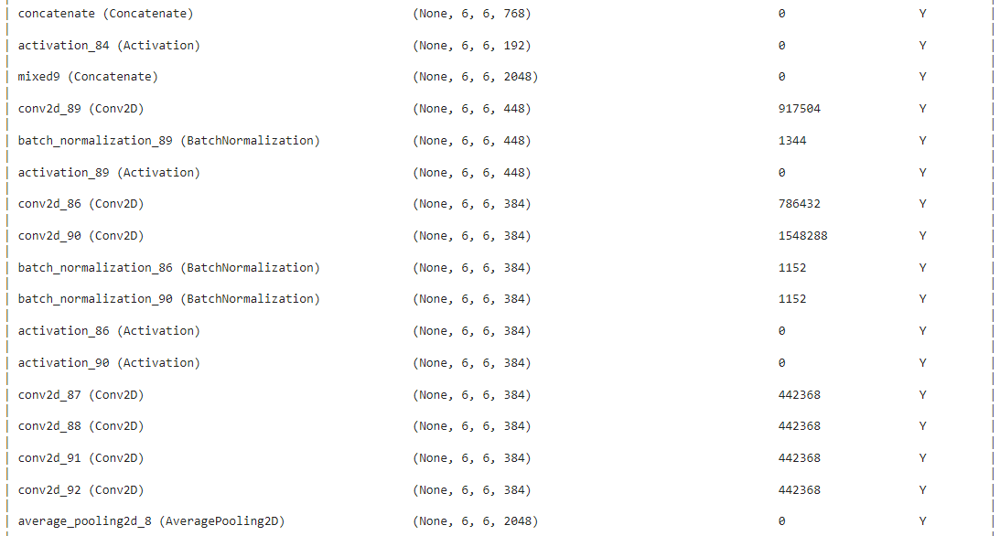 concatenate (Concatenate) (None, 6, 6, 768) 0 Y
activation_84 (Activation) (None, 6, 6, 192) 0 Y
mixed9 (Concatenate) (None, 6, 6, 2048) 0 Y
conv2d_89 (Conv2D) (None, 6, 6, 448) 917504 Y
batch_normalization_89 (BatchNormalization) (None, 6, 6, 448) 1344 Y
activation_89 (Activation) (None, 6, 6, 448) 0 Y
conv2d_86 (Conv2D) (None, 6, 6, 384) 786432 Y
conv2d_90 (Conv2D) (None, 6, 6, 384) 1548288 Y
batch_normalization_86 (BatchNormalization) (None, 6, 6, 384) 1152 Y
batch_normalization_90 (BatchNormalization) (None, 6, 6, 384) 1152 Y
activation_86 (Activation) (None, 6, 6, 384) 0 Y
activation_90 (Activation) (None, 6, 6, 384) 0 Y
conv2d_87 (Conv2D) (None, 6, 6, 384) 442368 Y
conv2d_88 (Conv2D) (None, 6, 6, 384) 442368 Y
conv2d_91 (Conv2D) (None, 6, 6, 384) 442368 Y
conv2d_92 (Conv2D) (None, 6, 6, 384) 442368 Y
average_pooling2d_8 (AveragePooling2D) (None, 6, 6, 2048) 0 Y